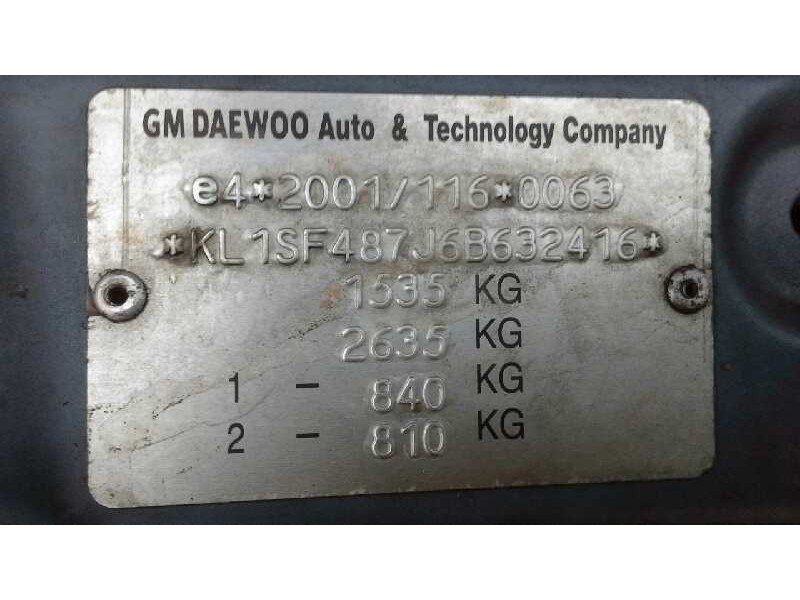 GM DAEWOO Auto & Technology Company
e4*2001/116*0063
*KL1SF487J6B632416*
1535 KG
2635 KG
1 - 840 KG
2 - 810 KG